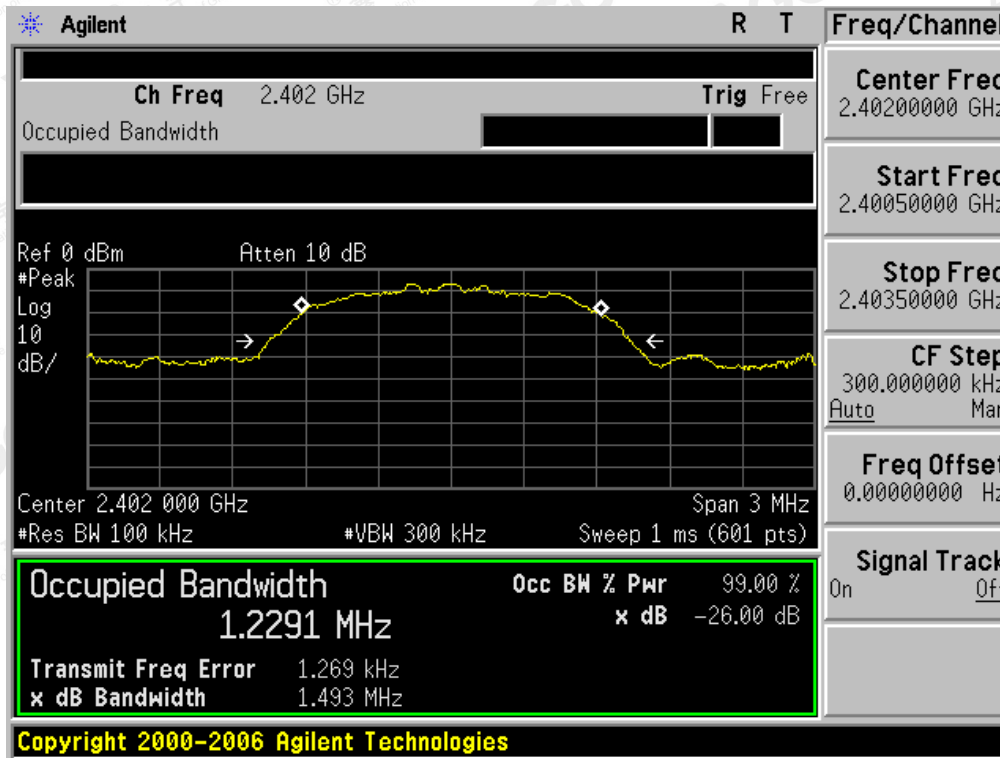 Agilent R T Freq/Channel
Ch Freq 2.402 GHz Trig Free
Occupied Bandwidth
Center Freq
2.40200000 GHz
Start Freq
2.40050000 GHz
Stop Freq
2.40350000 GHz
CF Step
300.000000 kHz
Auto Man
Freq Offset
0.00000000 Hz
Signal Track
On Off
Ref 0 dBm Atten 10 dB
#Peak
Log
10
dB/
Center 2.402 000 GHz Span 3 MHz
#Res BW 100 kHz #VBW 300 kHz Sweep 1 ms (601 pts)
Occupied Bandwidth Occ BW % Pwr 99.00 %
1.2291 MHz x dB -26.00 dB
Transmit Freq Error 1.269 kHz
x dB Bandwidth 1.493 MHz
Copyright 2000-2006 Agilent Technologies